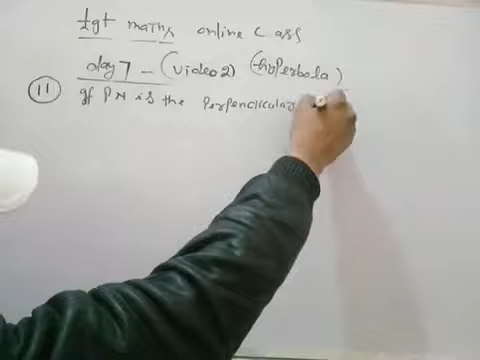 tgt maths online class
day 7 - (video 2) (hyperbola)
(11) If PN is the perpendicular